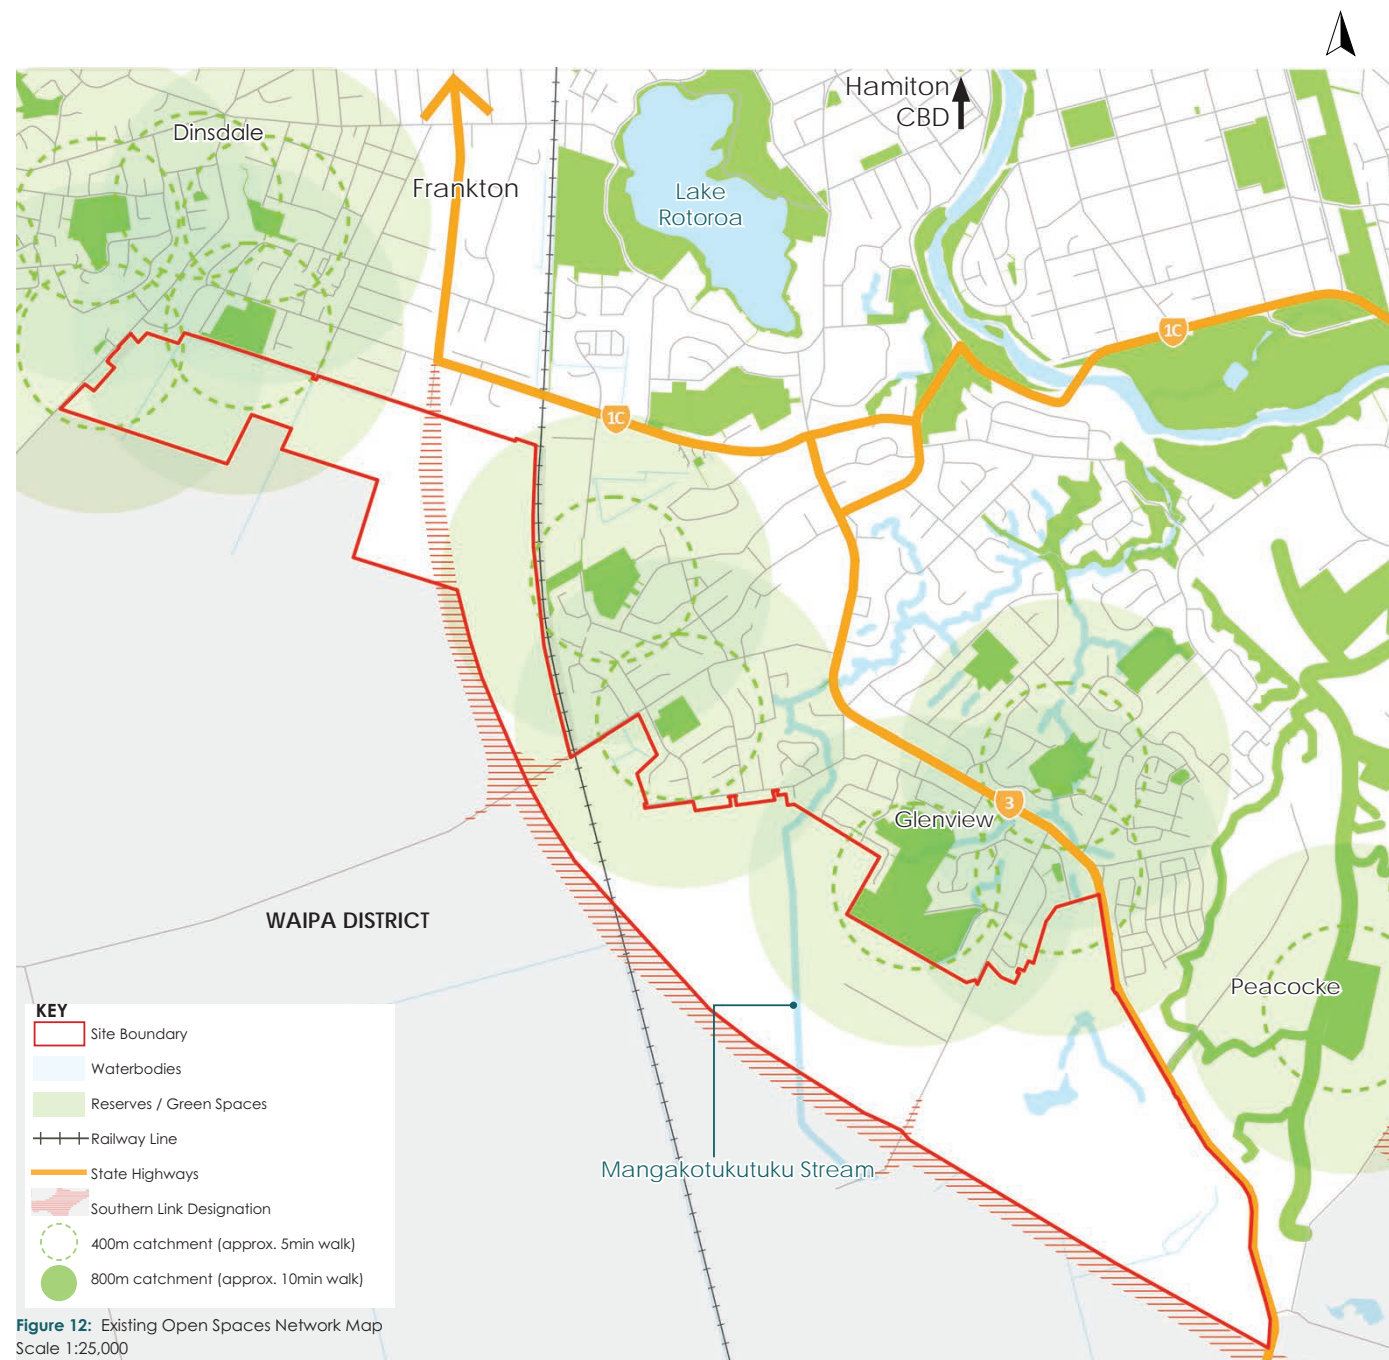 Hamiton
CBD
Dinsdale
Frankton
Lake
Rotoroa
1C
1C
3
Glenview
WAIPA DISTRICT
Peacocke
Mangakotukutuku Stream
KEY
Site Boundary
Waterbodies
Reserves / Green Spaces
Railway Line
State Highways
Southern Link Designation
400m catchment (approx. 5min walk)
800m catchment (approx. 10min walk)
Figure 12: Existing Open Spaces Network Map
Scale 1:25,000